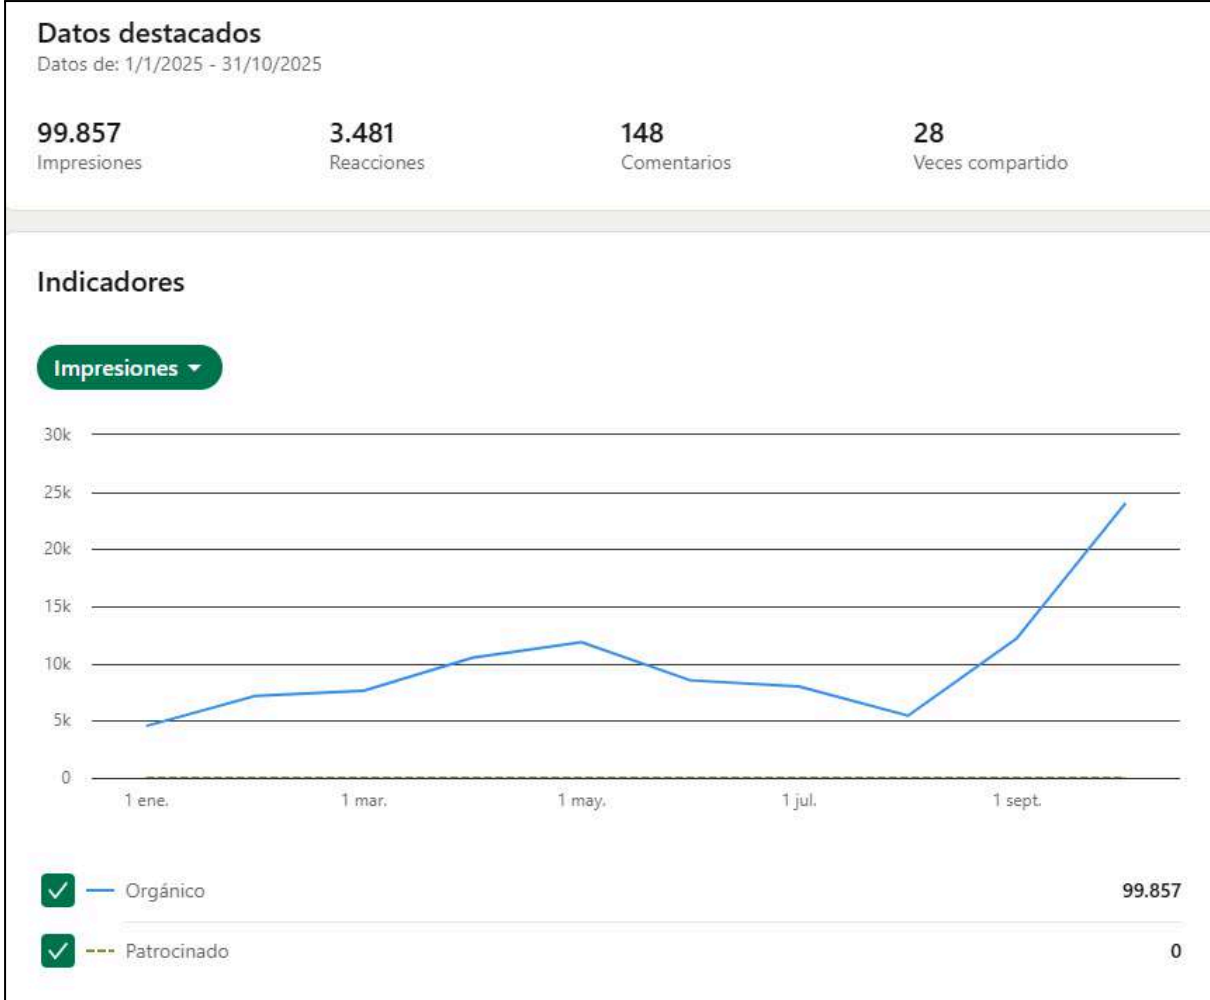 Datos destacados
Datos de: 1/1/2025 - 31/10/2025
99.857 3.481 148 28
Impresiones Reacciones Comentarios Veces compartido
Indicadores
Impresiones
30k
25k
20k
15k
10k
5k
0
1 ene. 1 mar. 1 may. 1 jul. 1 sept.
Orgánico 99.857
Patrocinado 0